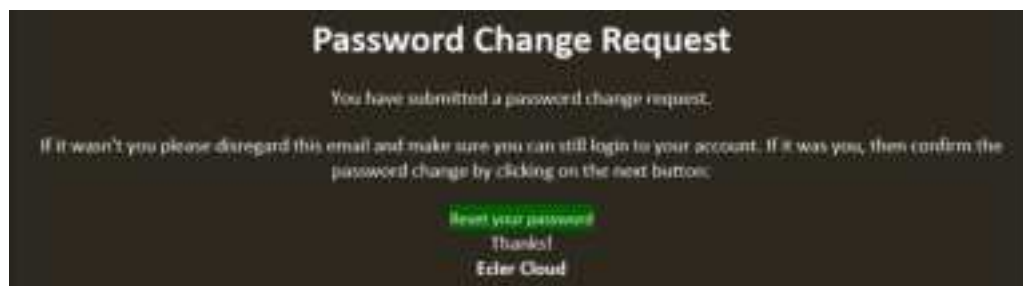 Password Change Request
You have submitted a password change request.
If it wasn't you please disregard this email and make sure you can still login to your account. If it was you, then confirm the
password change by clicking on the next button:
Reset your password
Thanks!
Ecler Cloud